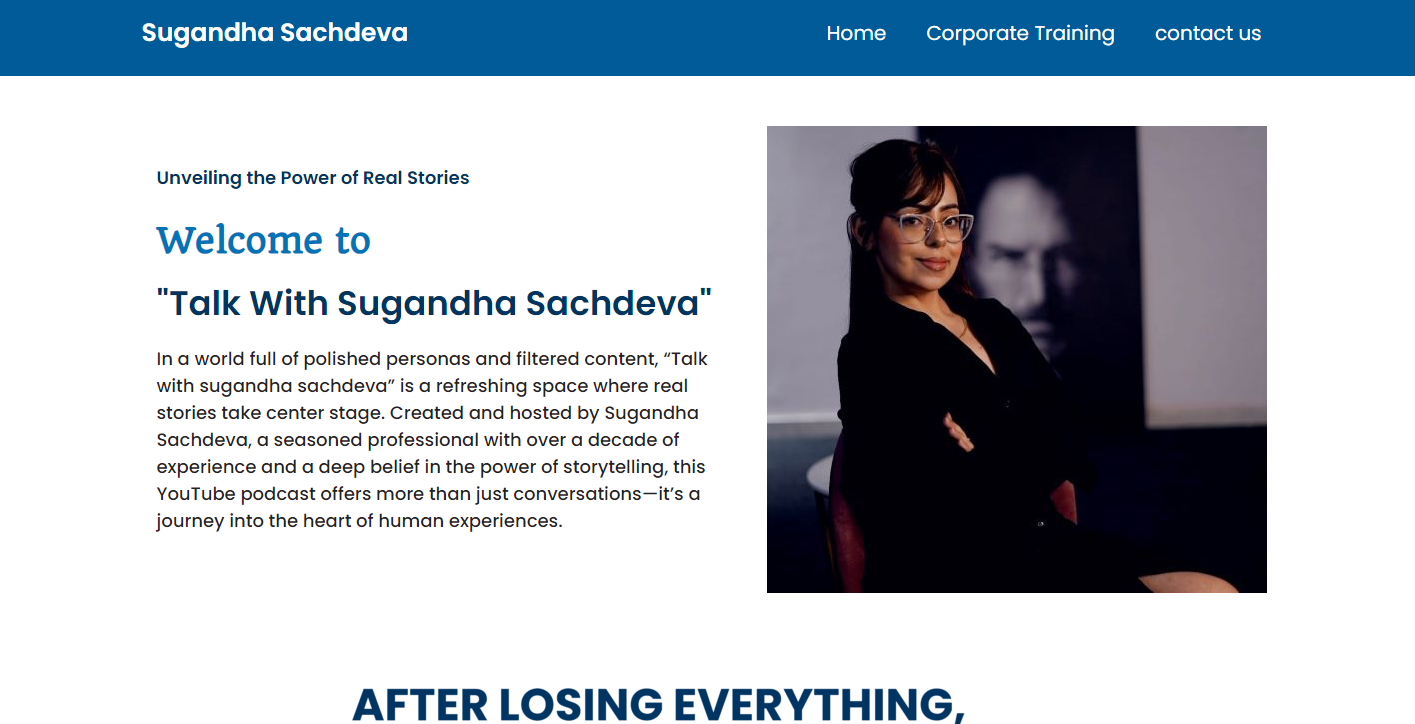 Sugandha Sachdeva
Home
Corporate Training
contact us
Unveiling the Power of Real Stories
Welcome to
"Talk With Sugandha Sachdeva"
In a world full of polished personas and filtered content, “Talk
with sugandha sachdeva” is a refreshing space where real
stories take center stage. Created and hosted by Sugandha
Sachdeva, a seasoned professional with over a decade of
experience and a deep belief in the power of storytelling, this
YouTube podcast offers more than just conversations—it’s a
journey into the heart of human experiences.
AFTER LOSING EVERYTHING,